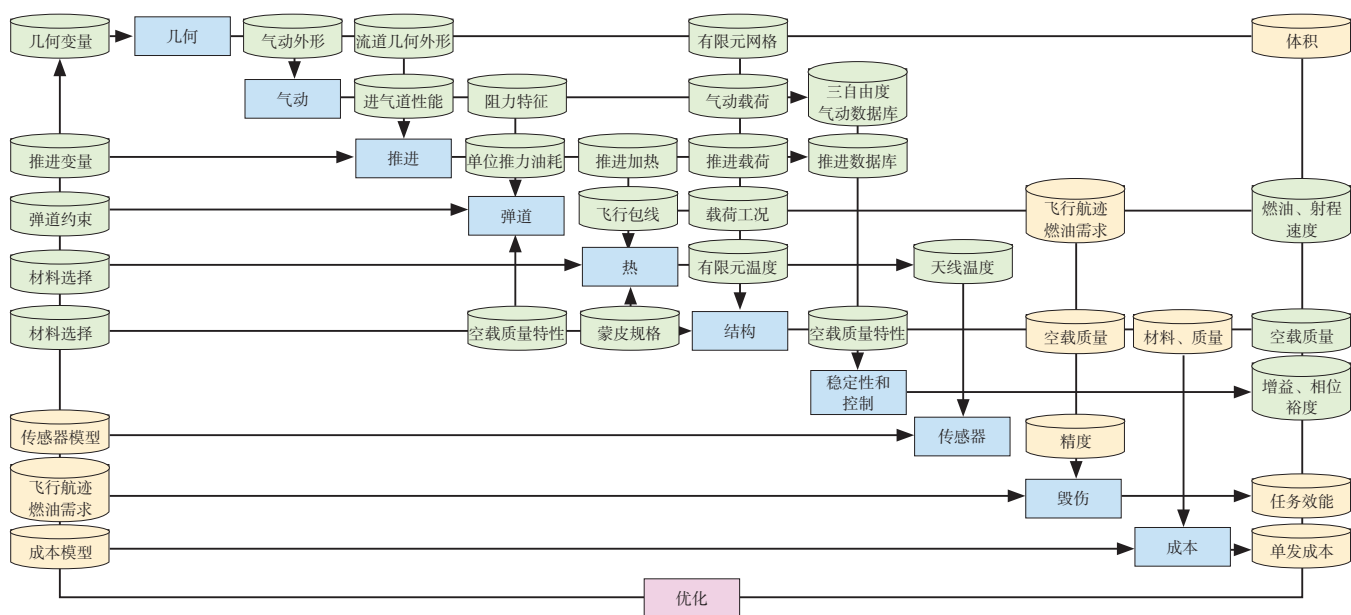 几何变量
几何
气动外形
流道几何外形
有限元网格
体积
气动
进气道性能
阻力特征
气动载荷
三自由度
气动数据库
推进变量
推进
单位推力油耗
推进加热
推进载荷
推进数据库
弹道约束
弹道
飞行包线
载荷工况
飞行航迹
燃油需求
燃油、射程
速度
材料选择
热
有限元温度
天线温度
材料选择
空载质量特性
蒙皮规格
结构
空载质量特性
空载质量
材料、质量
空载质量
稳定性和
控制
增益、相位
裕度
传感器模型
传感器
精度
飞行航迹
燃油需求
毁伤
任务效能
成本模型
成本
单发成本
优化